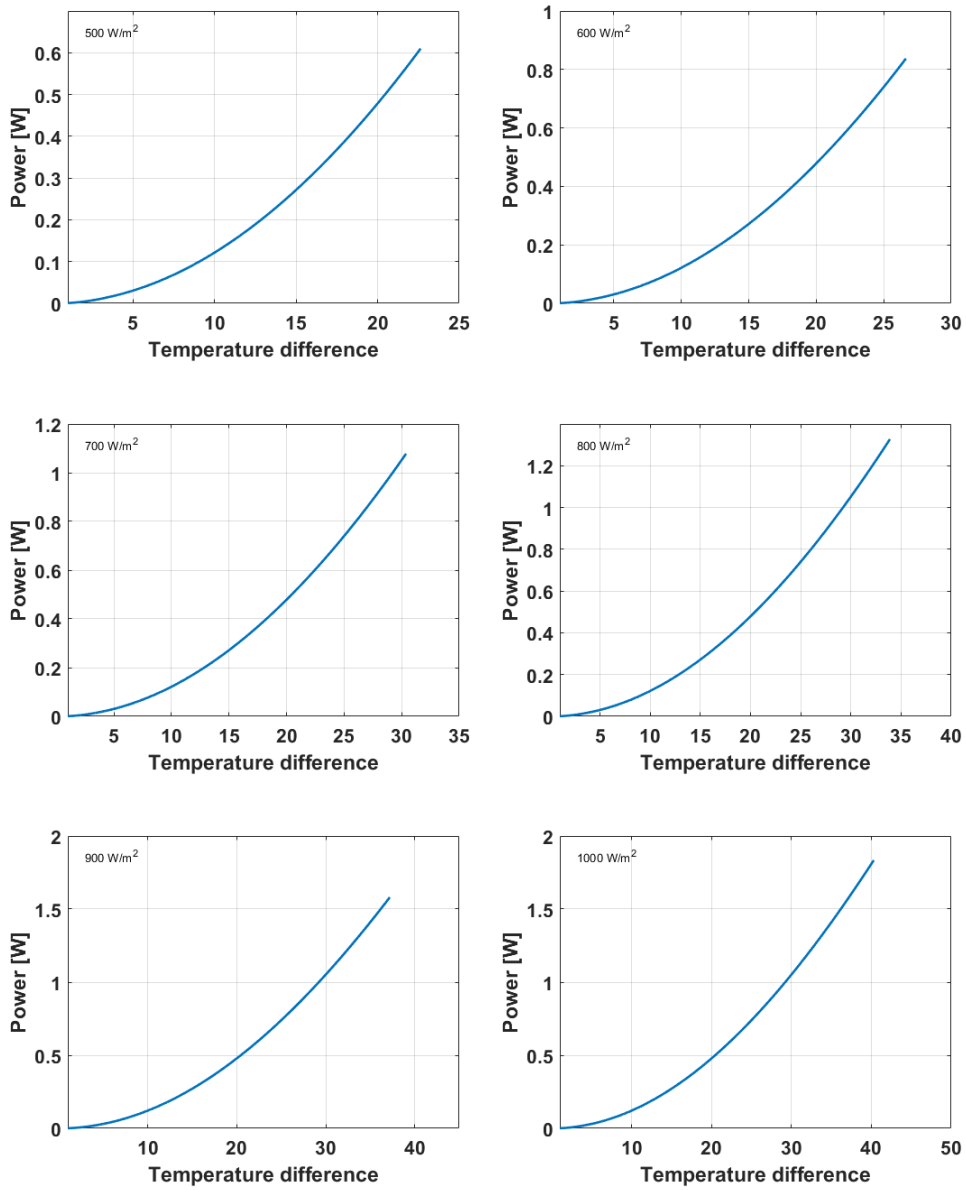 500 W/m²
0.6
0.5
0.4
0.3
0.2
0.1
0
Power [W]
5 10 15 20 25
Temperature difference
600 W/m²
1
0.8
0.6
0.4
0.2
0
Power [W]
5 10 15 20 25 30
Temperature difference
700 W/m²
1.2
1
0.8
0.6
0.4
0.2
0
Power [W]
5 10 15 20 25 30 35
Temperature difference
800 W/m²
1.2
1
0.8
0.6
0.4
0.2
0
Power [W]
5 10 15 20 25 30 35 40
Temperature difference
900 W/m²
2
1.5
1
0.5
0
Power [W]
10 20 30 40
Temperature difference
1000 W/m²
2
1.5
1
0.5
0
Power [W]
10 20 30 40 50
Temperature difference